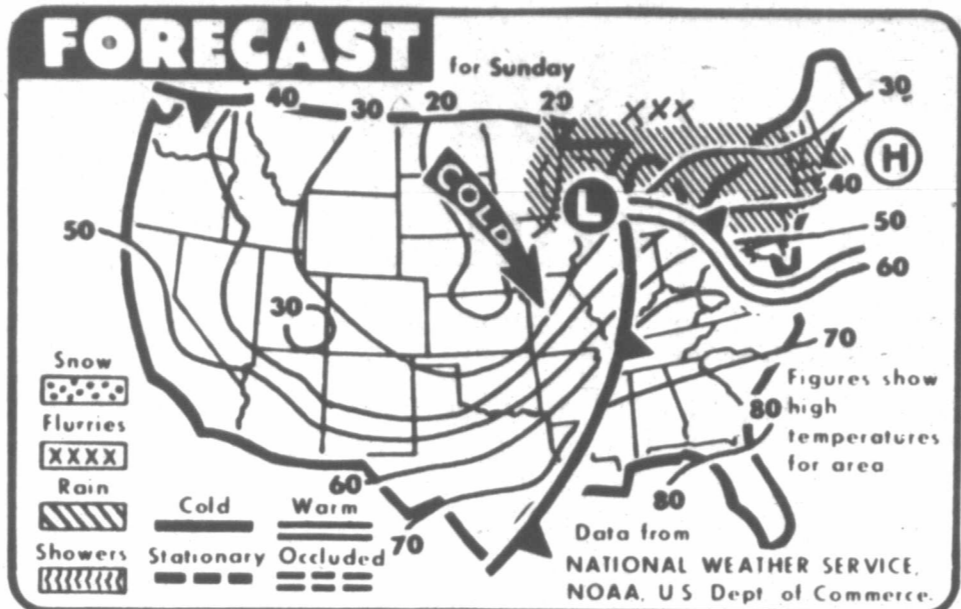 FORECAST
for Sunday
40 30 20 20 30
H
COLD
L
40
50
50
60
30
70
Snow
Flurries
XXXX
Rain
Showers
Cold Warm
Stationary Occluded
Figures show
80 high
temperatures
for area
60
70
80
Data from
NATIONAL WEATHER SERVICE,
NOAA, U S Dept of Commerce.